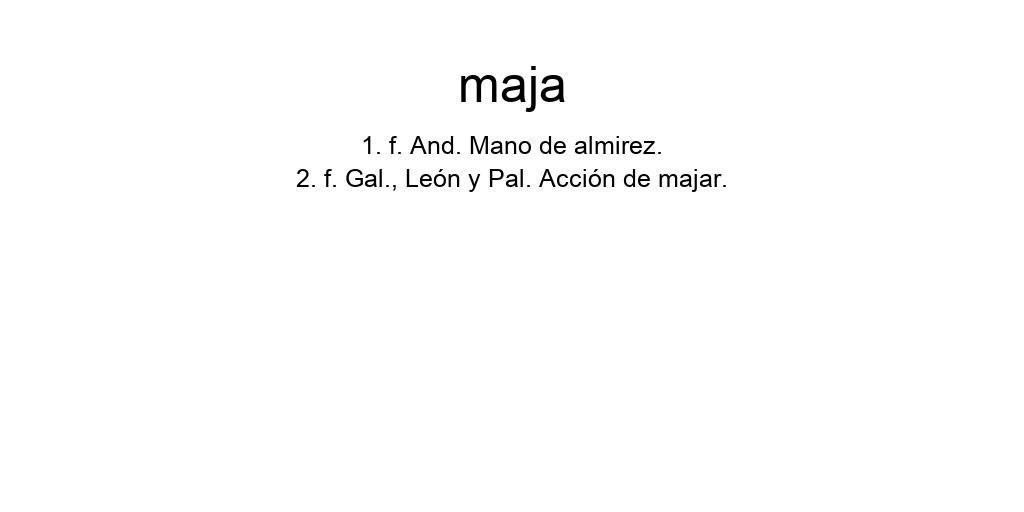 maja
1. f. And. Mano de almirez.
2. f. Gal., León y Pal. Acción de majar.